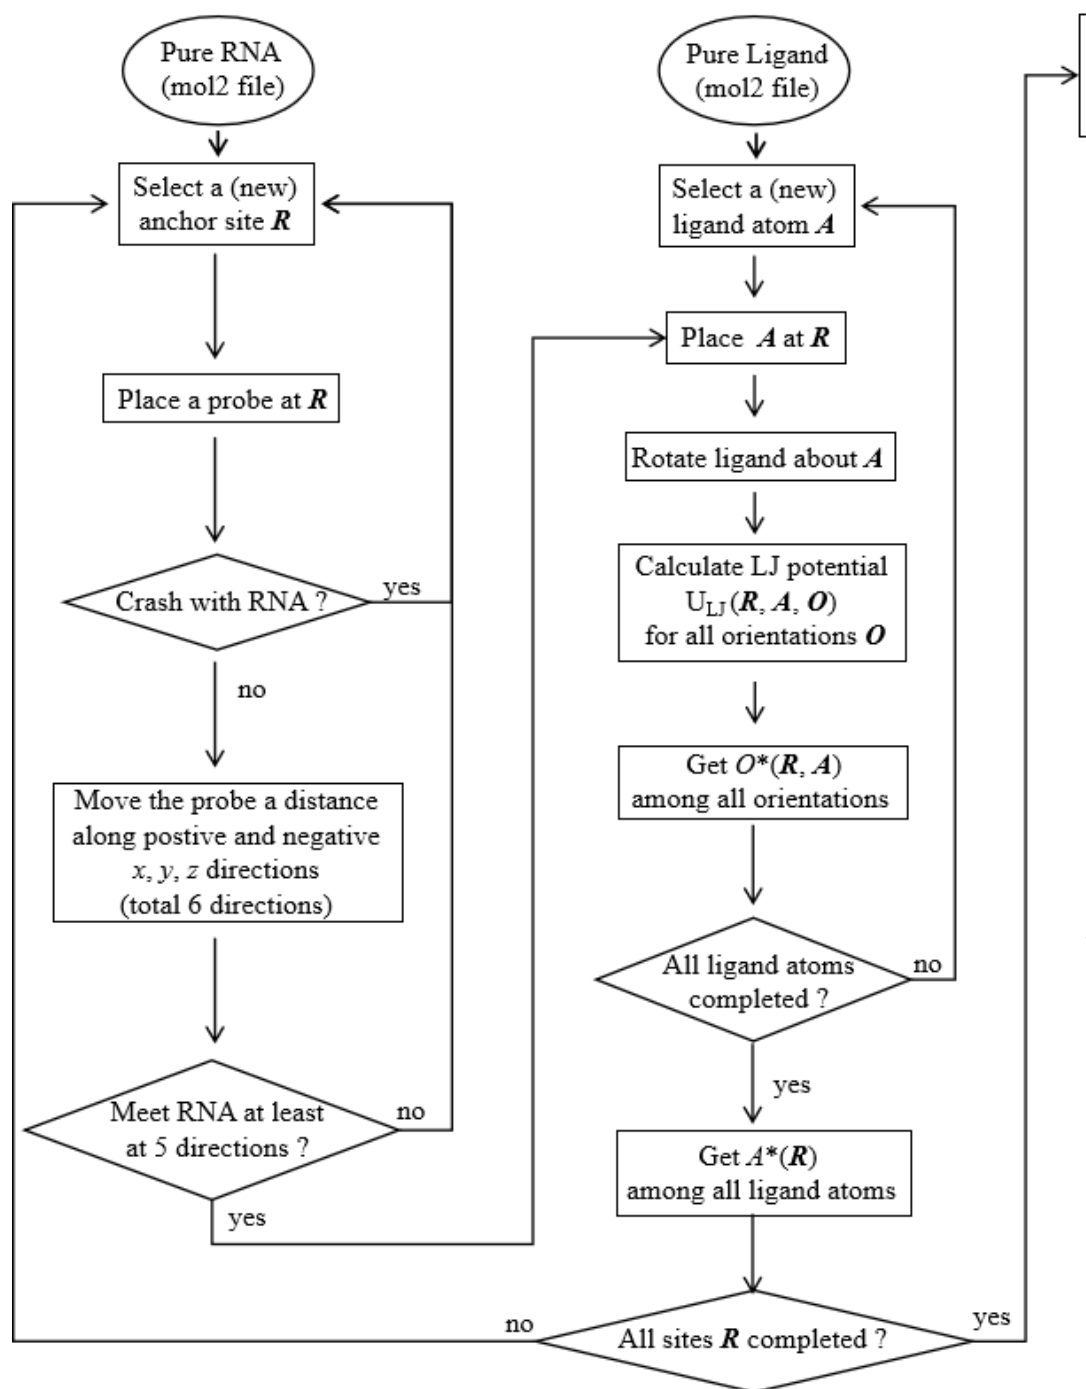 Pure RNA
(mol2 file)
Select a (new)
anchor site R
Place a probe at R
Crash with RNA ?
yes
no
Move the probe a distance
along postive and negative
x, y, z directions
(total 6 directions)
Meet RNA at least
at 5 directions ?
no
yes
Pure Ligand
(mol2 file)
Select a (new)
ligand atom A
Place A at R
Rotate ligand about A
Calculate LJ potential
ULJ(R, A, O)
for all orientations O
Get O*(R, A)
among all orientations
All ligand atoms
completed ?
no
yes
Get A*(R)
among all ligand atoms
All sites R completed ?
no
yes